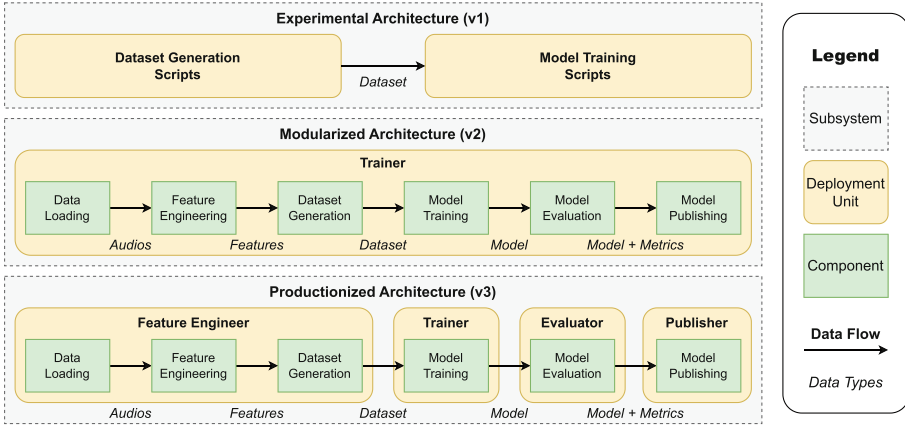 Experimental Architecture (v1)
Dataset Generation
Scripts
Dataset
Model Training
Scripts
Modularized Architecture (v2)
Trainer
Data
Loading
Feature
Engineering
Dataset
Generation
Model
Training
Model
Evaluation
Model
Publishing
Audios
Features
Dataset
Model
Model + Metrics
Productionized Architecture (v3)
Feature Engineer
Trainer
Evaluator
Publisher
Data
Loading
Feature
Engineering
Dataset
Generation
Model
Training
Model
Evaluation
Model
Publishing
Audios
Features
Dataset
Model
Model + Metrics
Legend
Subsystem
Deployment
Unit
Component
Data Flow
Data Types